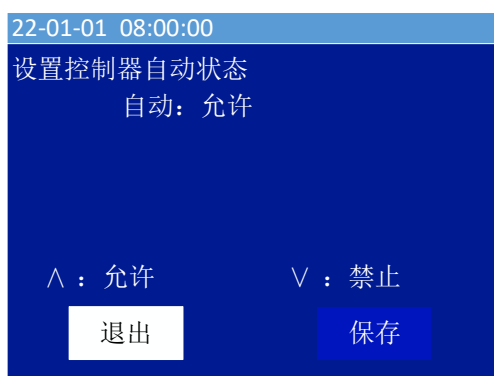 22-01-01 08:00:00
设置控制器自动状态
自动：允许
∧：允许 ∨：禁止
退出 保存